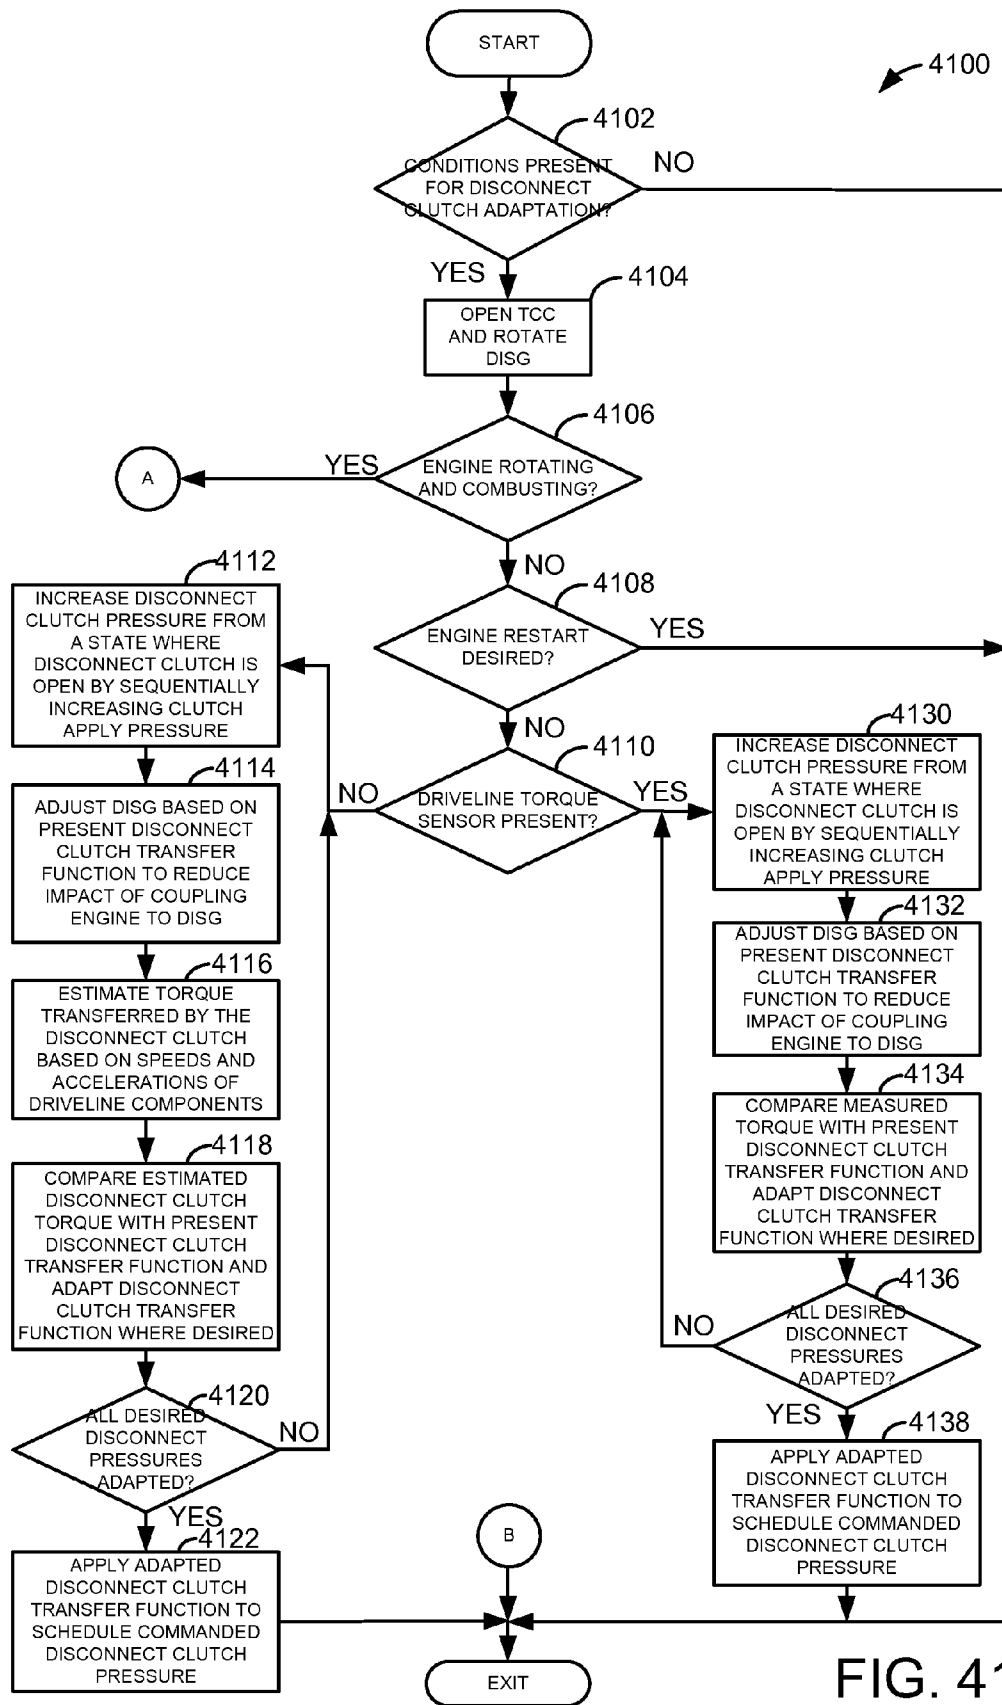 START
4100
4102
CONDITIONS PRESENT
FOR DISCONNECT
CLUTCH ADAPTATION?
NO
YES
4104
OPEN TCC
AND ROTATE
DISG
4106
ENGINE ROTATING
AND COMBUSTING?
YES
A
NO
4108
ENGINE RESTART
DESIRED?
YES
NO
4110
DRIVELINE TORQUE
SENSOR PRESENT?
NO
YES
4112
INCREASE DISCONNECT
CLUTCH PRESSURE FROM
A STATE WHERE
DISCONNECT CLUTCH IS
OPEN BY SEQUENTIALLY
INCREASING CLUTCH
APPLY PRESSURE
4114
ADJUST DISG BASED ON
PRESENT DISCONNECT
CLUTCH TRANSFER
FUNCTION TO REDUCE
IMPACT OF COUPLING
ENGINE TO DISG
4116
ESTIMATE TORQUE
TRANSFERRED BY THE
DISCONNECT CLUTCH
BASED ON SPEEDS AND
ACCELERATIONS OF
DRIVELINE COMPONENTS
4118
COMPARE ESTIMATED
DISCONNECT CLUTCH
TORQUE WITH PRESENT
DISCONNECT CLUTCH
TRANSFER FUNCTION AND
ADAPT DISCONNECT
CLUTCH TRANSFER
FUNCTION WHERE DESIRED
4120
ALL DESIRED
DISCONNECT
PRESSURES
ADAPTED?
NO
YES
4122
APPLY ADAPTED
DISCONNECT CLUTCH
TRANSFER FUNCTION TO
SCHEDULE COMMANDED
DISCONNECT CLUTCH
PRESSURE
4130
INCREASE DISCONNECT
CLUTCH PRESSURE FROM
A STATE WHERE
DISCONNECT CLUTCH IS
OPEN BY SEQUENTIALLY
INCREASING CLUTCH
APPLY PRESSURE
4132
ADJUST DISG BASED ON
PRESENT DISCONNECT
CLUTCH TRANSFER
FUNCTION TO REDUCE
IMPACT OF COUPLING
ENGINE TO DISG
4134
COMPARE MEASURED
TORQUE WITH PRESENT
DISCONNECT CLUTCH
TRANSFER FUNCTION AND
ADAPT DISCONNECT
CLUTCH TRANSFER
FUNCTION WHERE DESIRED
4136
ALL DESIRED
DISCONNECT
PRESSURES
ADAPTED?
NO
YES
4138
APPLY ADAPTED
DISCONNECT CLUTCH
TRANSFER FUNCTION TO
SCHEDULE COMMANDED
DISCONNECT CLUTCH
PRESSURE
B
EXIT
FIG. 41